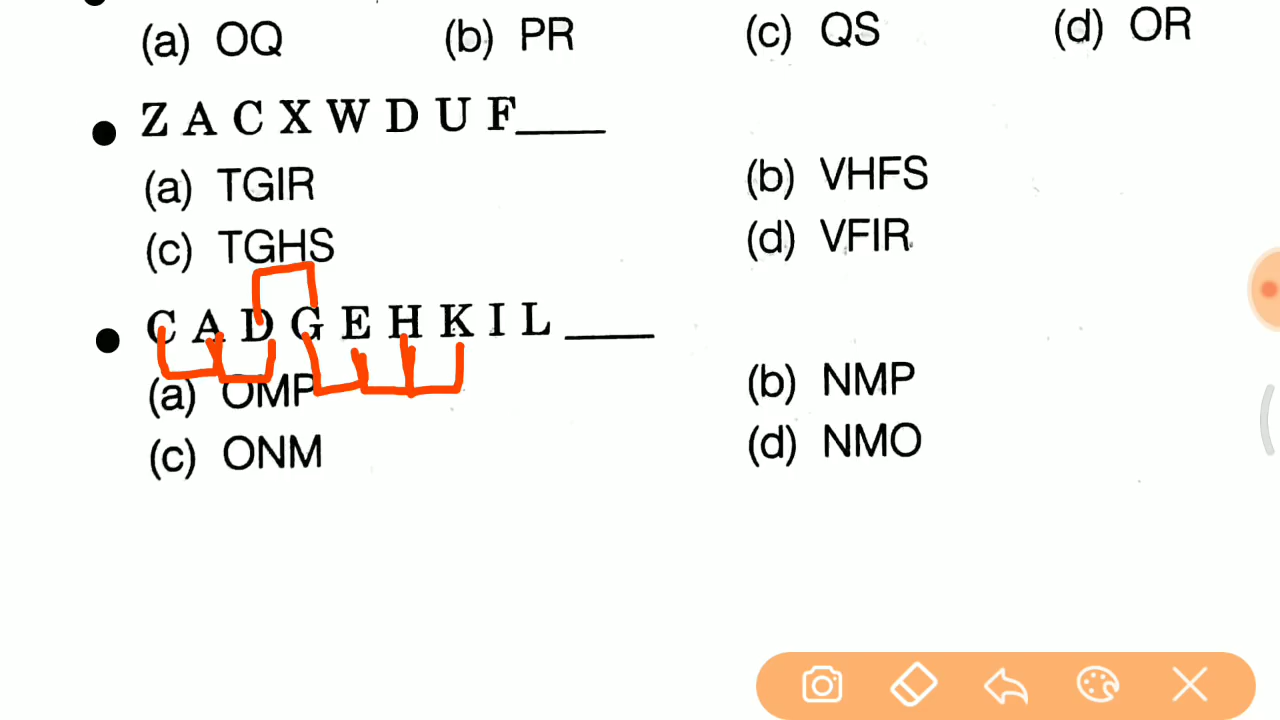 (a) OQ (b) PR (c) QS (d) OR
● Z A C X W D U F____
(a) TGIR (b) VHFS
(c) TGHS (d) VFIR
● C A D G E H K I L ____
(a) OMP (b) NMP
(c) ONM (d) NMO